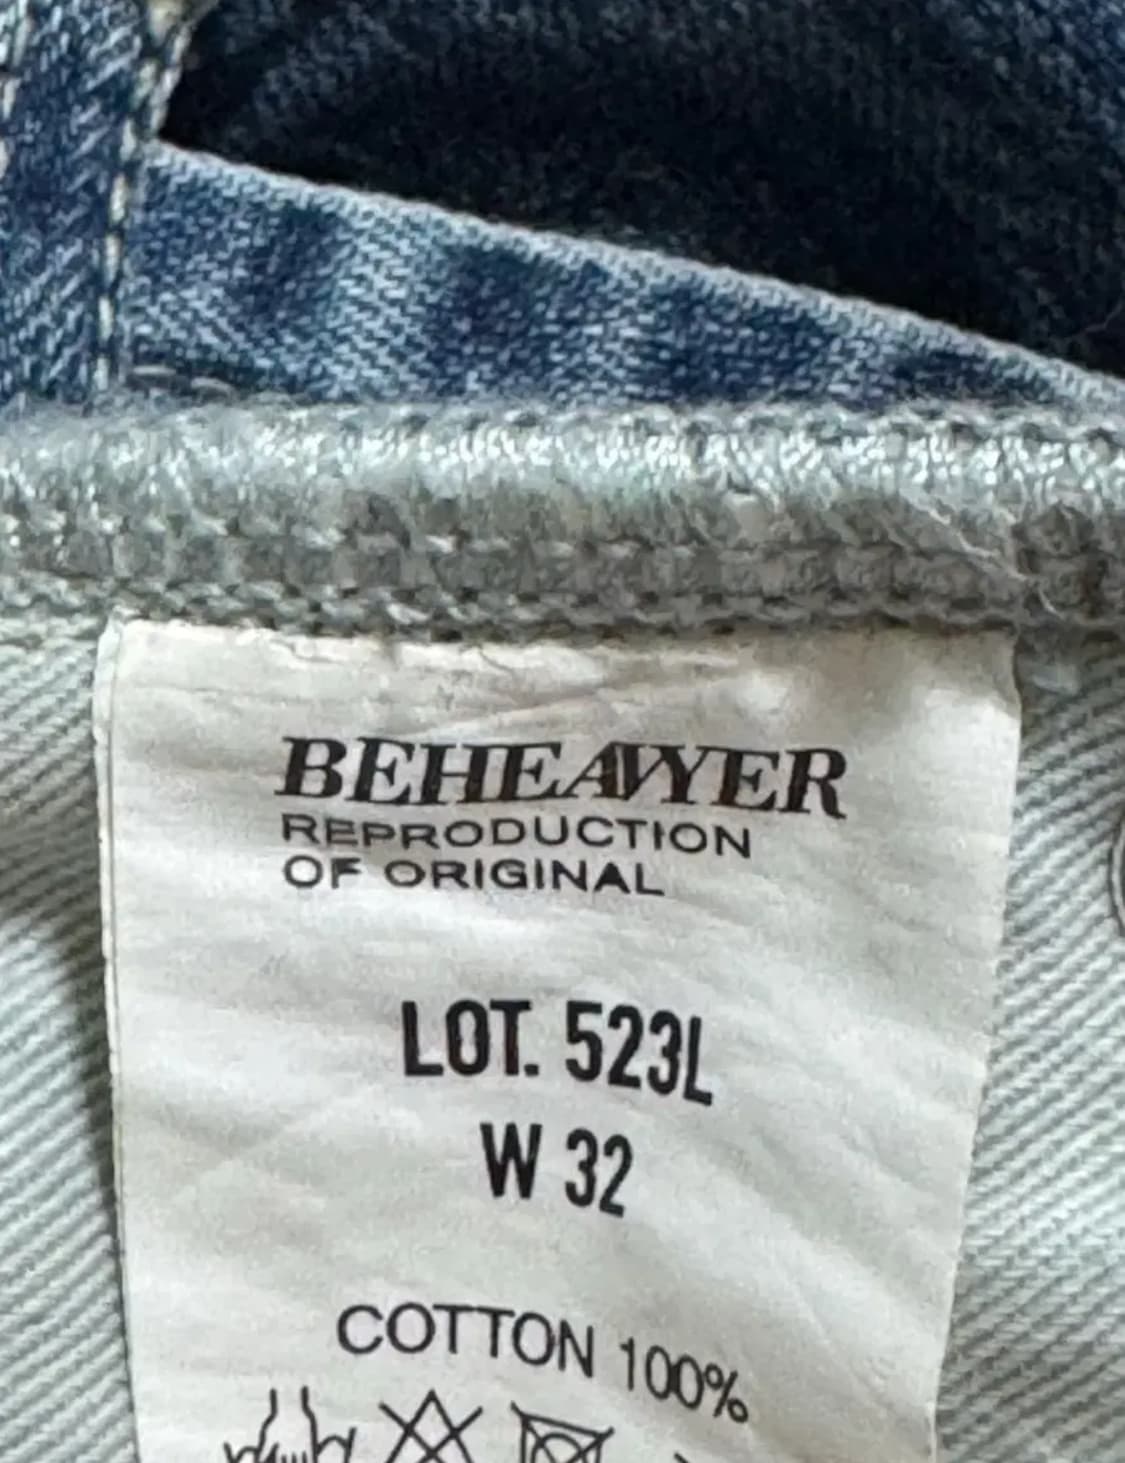 BEHEAVYER
REPRODUCTION
OF ORIGINAL
LOT. 523L
W 32
COTTON 100%